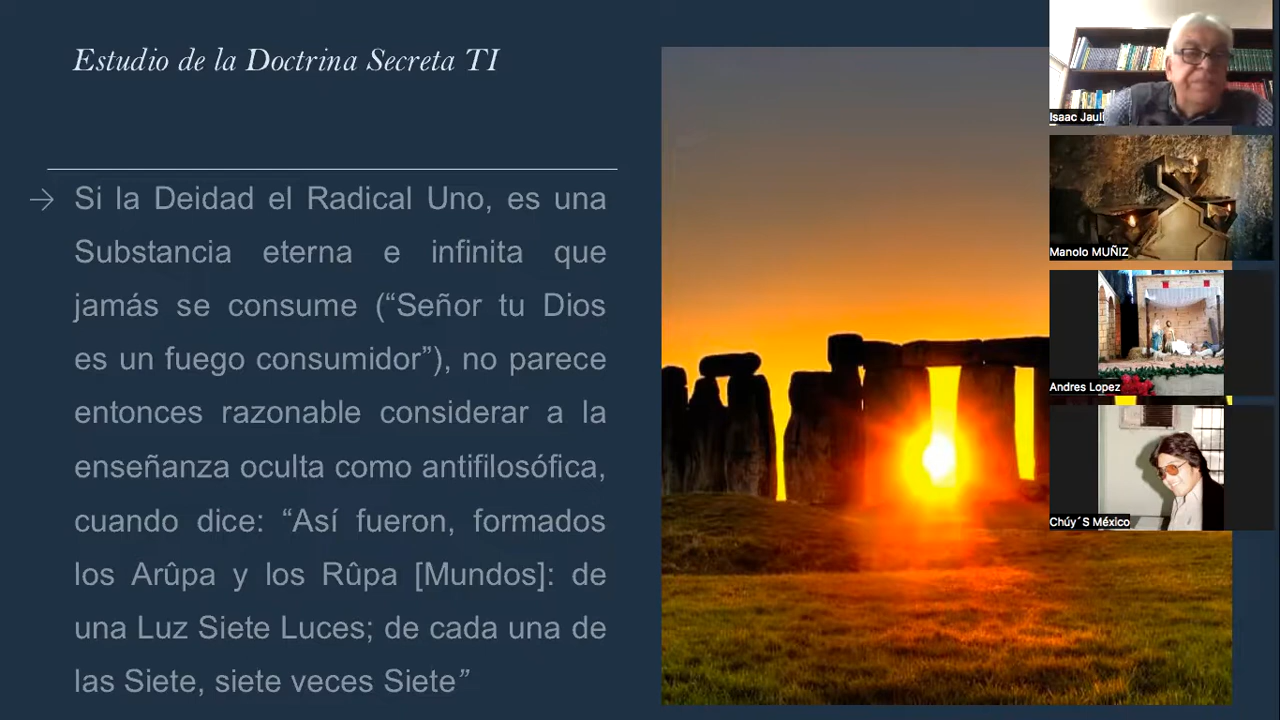 Estudio de la Doctrina Secreta TI
→ Si la Deidad el Radical Uno, es una
Substancia eterna e infinita que
jamás se consume (“Señor tu Dios
es un fuego consumidor”), no parece
entonces razonable considerar a la
enseñanza oculta como antifilosófica,
cuando dice: “Así fueron, formados
los Arûpa y los Rûpa [Mundos]: de
una Luz Siete Luces; de cada una de
las Siete, siete veces Siete”
Isaac Jauli
Manolo MUÑIZ
Andres Lopez
Chúy´S México